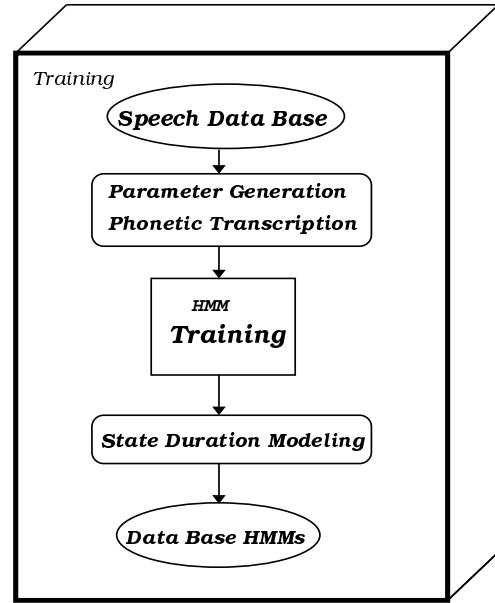 Training
Speech Data Base
Parameter Generation
Phonetic Transcription
HMM
Training
State Duration Modeling
Data Base HMMs